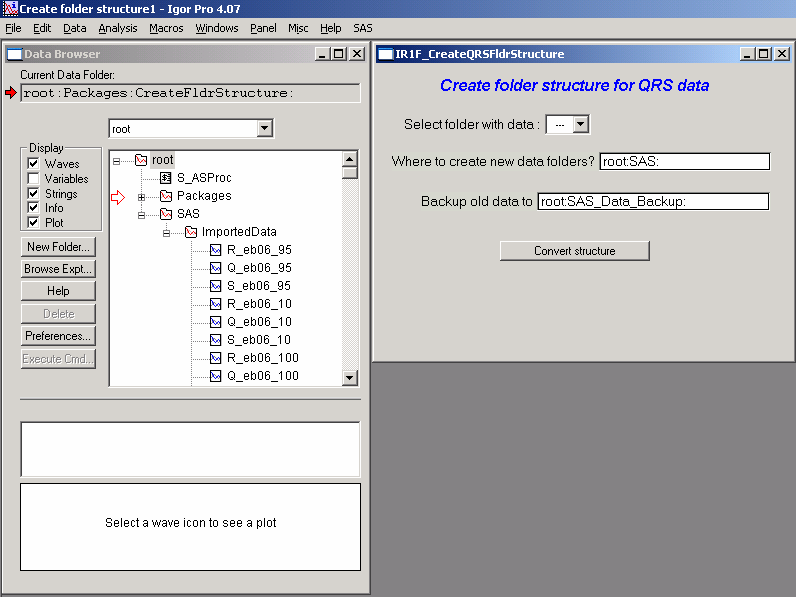 Create folder structure1 - Igor Pro 4.07
File Edit Data Analysis Macros Windows Panel Misc Help SAS
Data Browser
Current Data Folder:
root:Packages:CreateFldrStructure:
root
Display
Waves
Variables
Strings
Info
Plot
New Folder...
Browse Expt...
Help
Delete
Preferences...
Execute Cmd...
root
S_ASProc
Packages
SAS
ImportedData
R_eb06_95
Q_eb06_95
S_eb06_95
R_eb06_10
Q_eb06_10
S_eb06_10
R_eb06_100
Q_eb06_100
Select a wave icon to see a plot
IR1F_CreateQRSFldrStructure
Create folder structure for QRS data
Select folder with data : ---
Where to create new data folders? root:SAS:
Backup old data to root:SAS_Data_Backup:
Convert structure